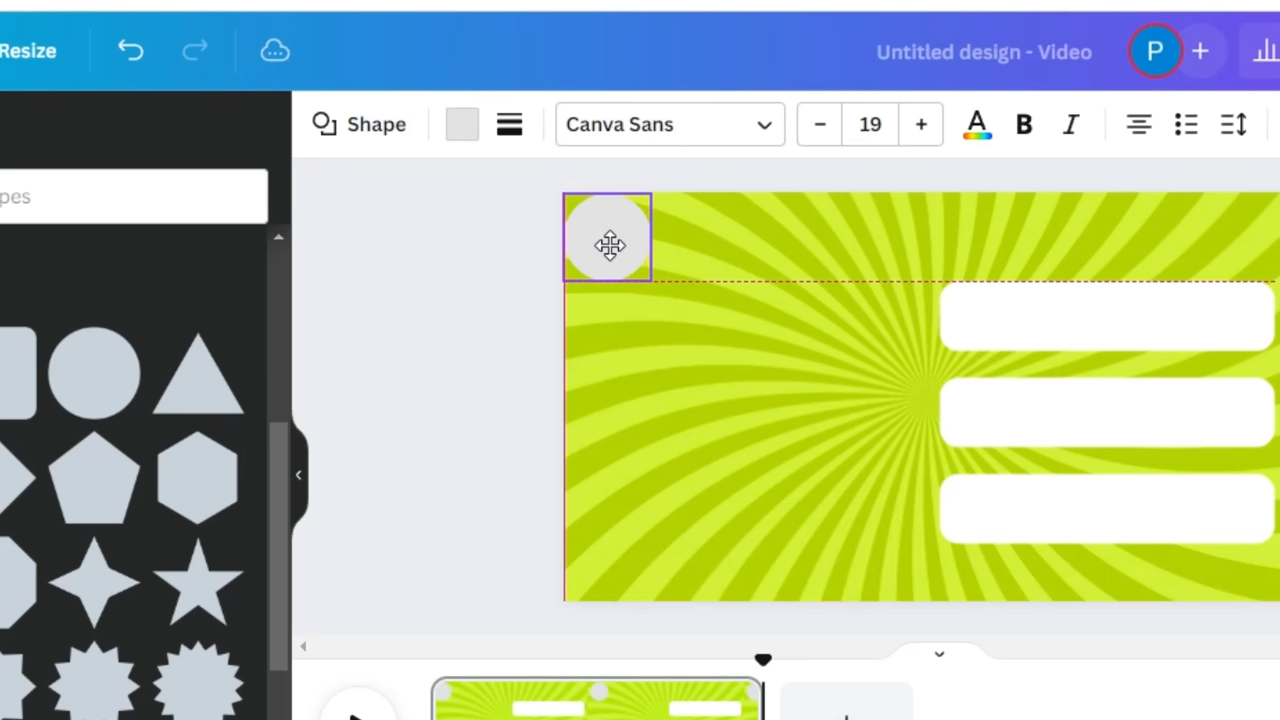 Resize
Untitled design - Video
P +
Shape
Canva Sans
- 19 +
A B I
pes
+